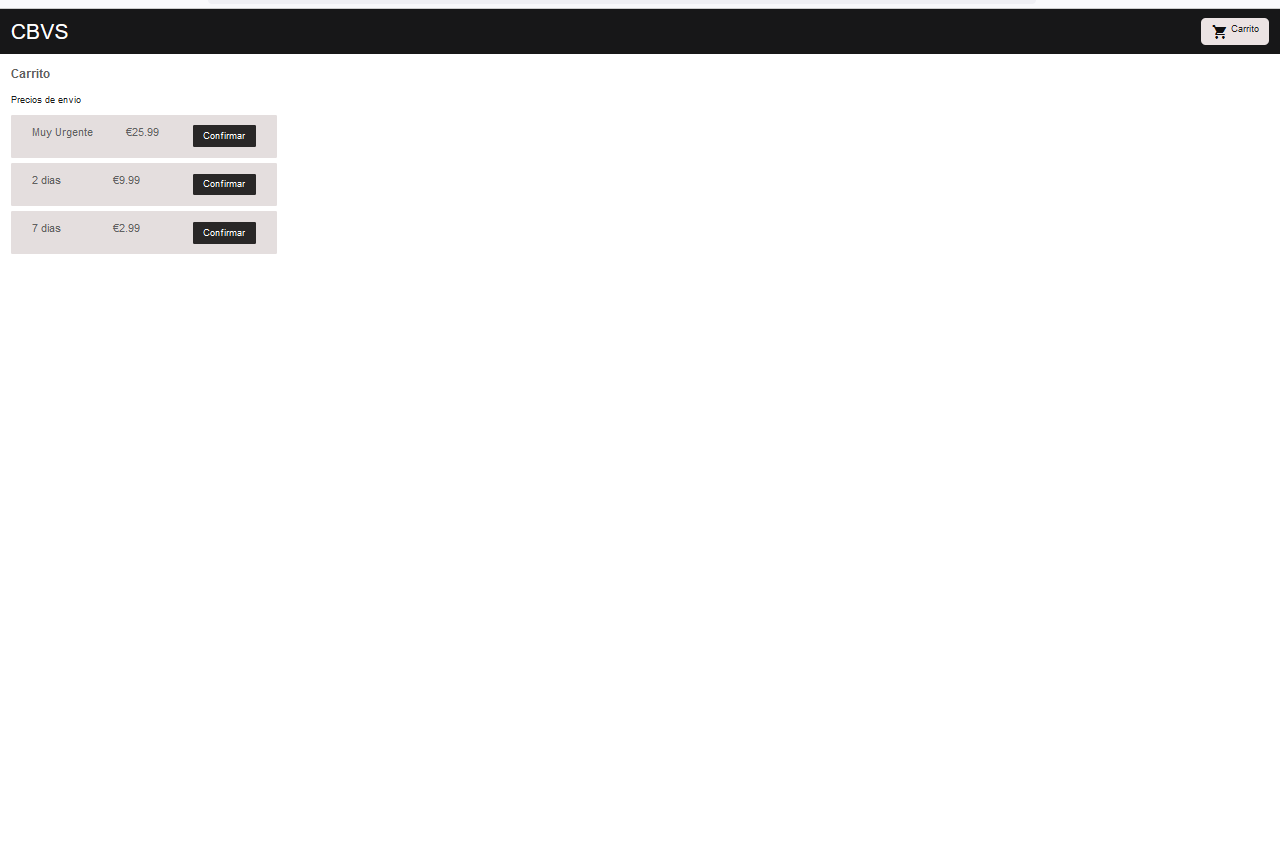 CBVS
Carrito
Carrito
Precios de envio
Muy Urgente €25.99 Confirmar
2 dias €9.99 Confirmar
7 dias €2.99 Confirmar